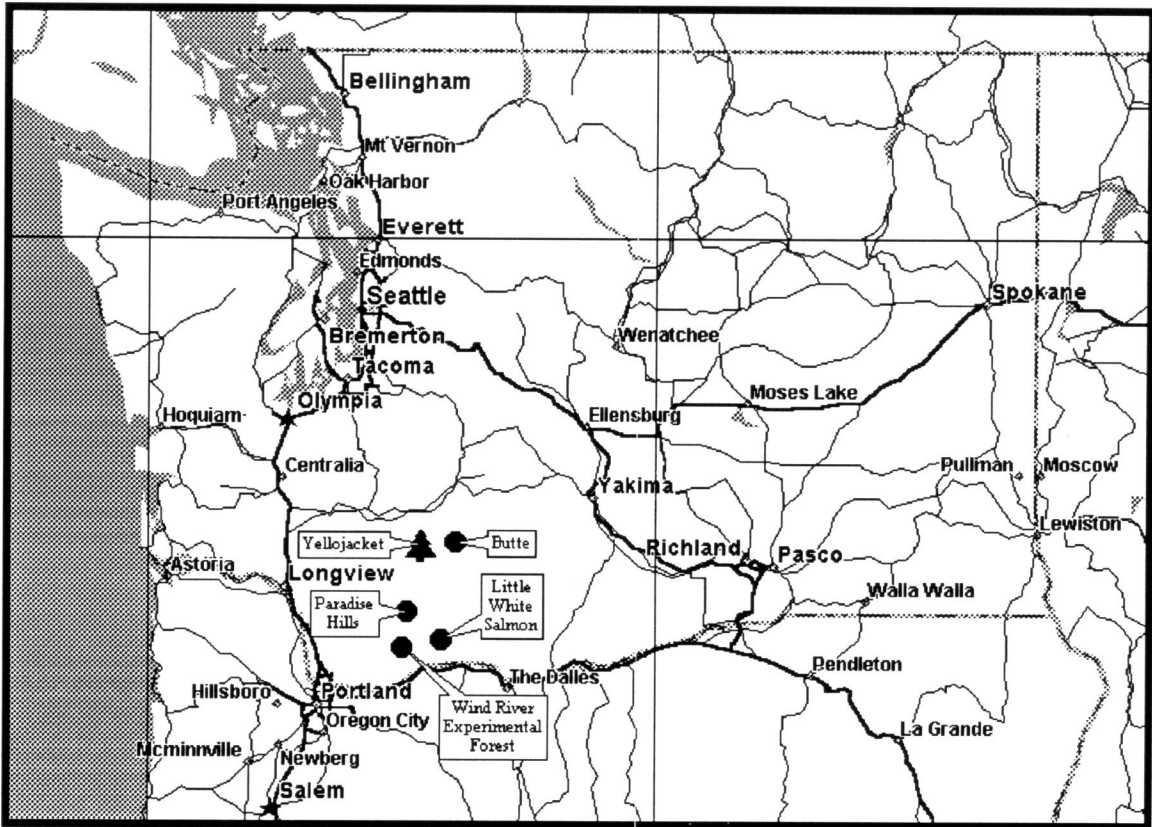 Bellingham
Mt Vernon
Oak Harbor
Port Angeles
Everett
Edmonds
Seattle
Spokane
Bremerton
Wenatchee
Tacoma
Moses Lake
Olympia
Hoquiam
Ellensburg
Centralia
Pullman
Moscow
Yakima
Lewiston
Yellojacket
Butte
Richland
Pasco
Astoria
Longview
Walla Walla
Paradise
Hills
Little
White
Salmon
Pendleton
The Dalles
Hillsboro
Portland
Oregon City
Wind River
Experimental
Forest
La Grande
Mcminnville
Newberg
Salem